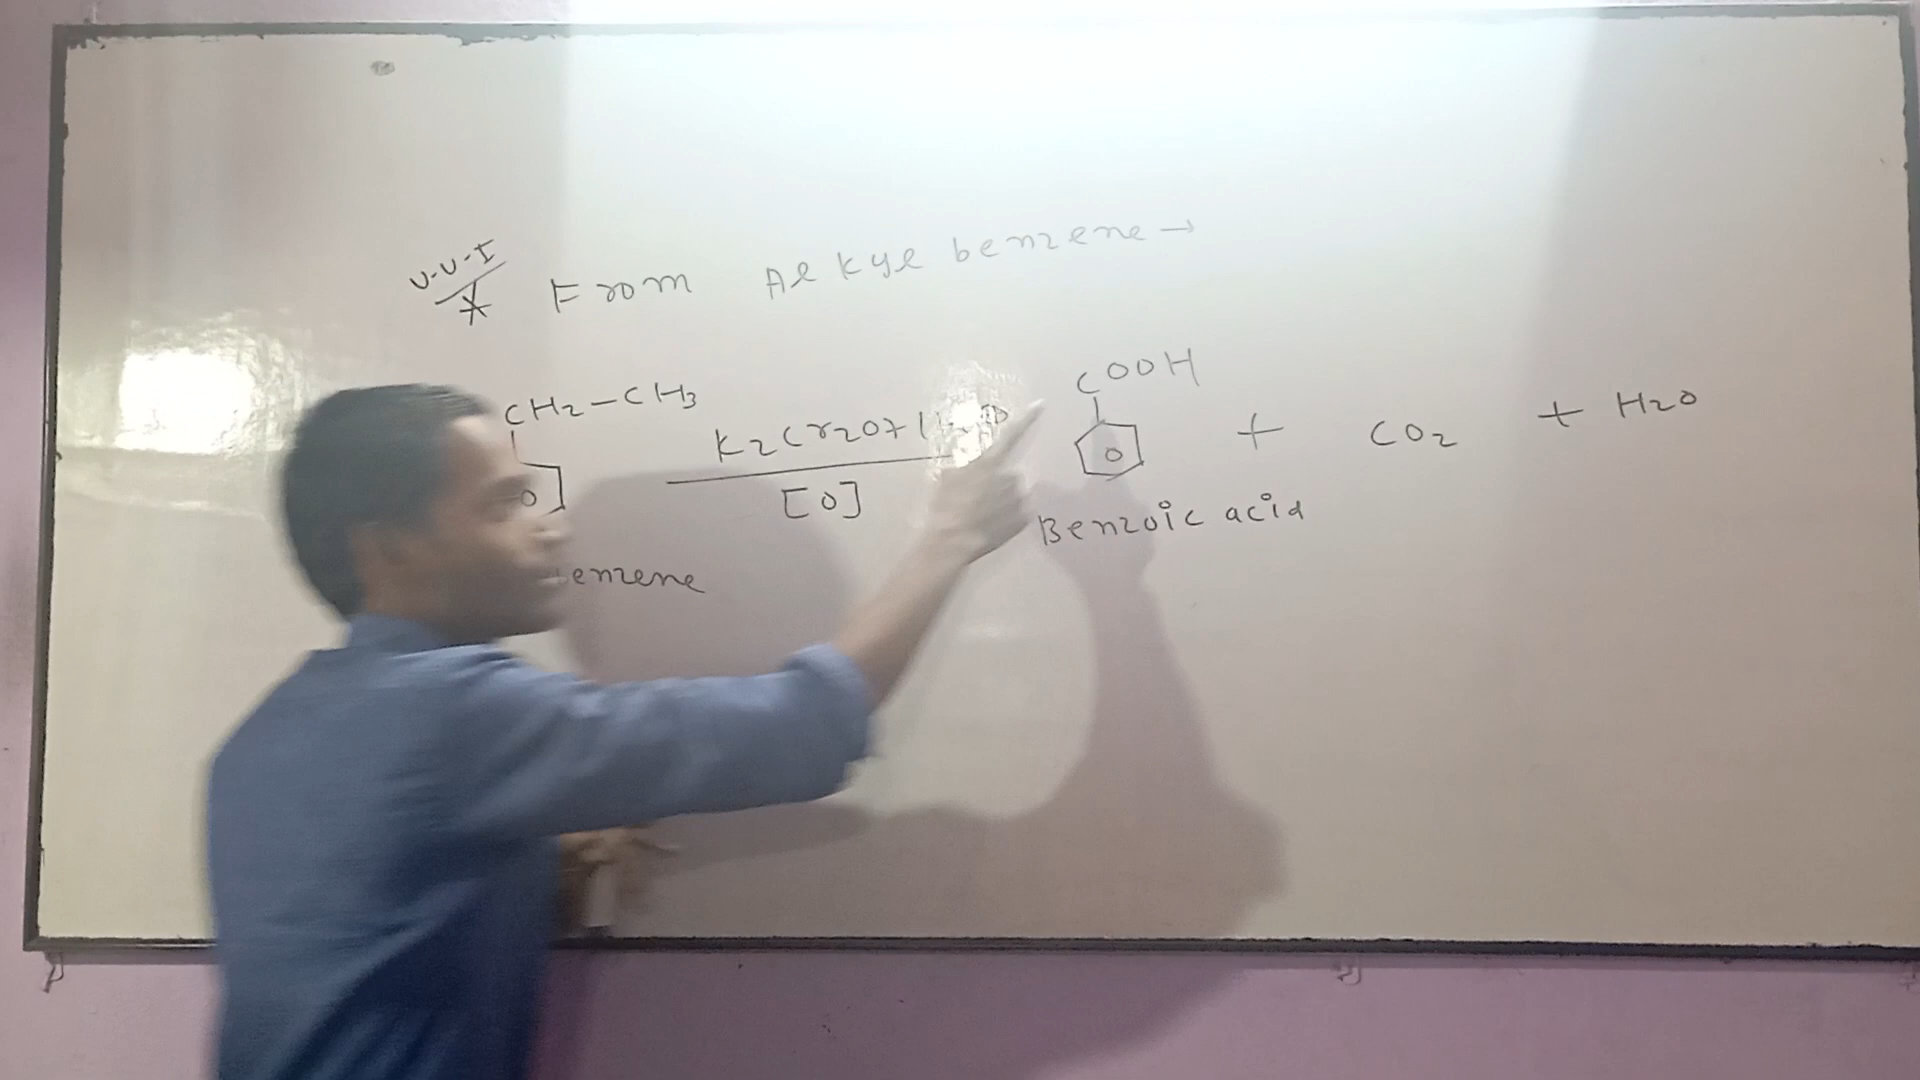 V.V.I
* From Alkyl benzene →
CH2-CH3
K2Cr2O7/H
[O]
COOH
+ CO2 + H2O
Benzoic acid
enzene